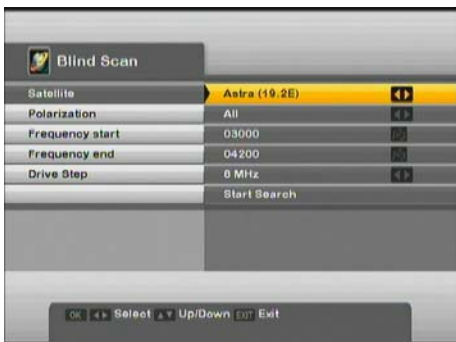 Blind Scan
Satellite Astra (19.2E)
Polarization All
Frequency start 03000
Frequency end 04200
Drive Step 6 MHz
Start Search
OK Select Up/Down EXIT Exit